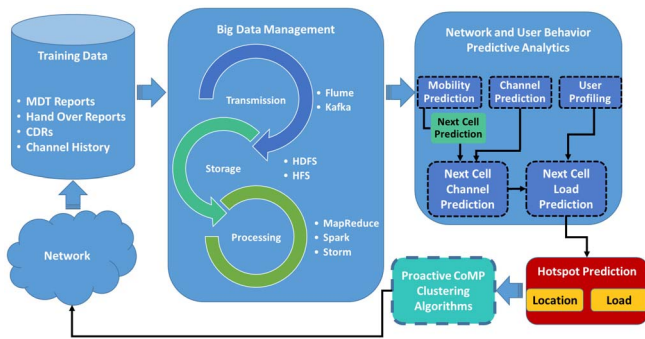 Training Data
• MDT Reports
• Hand Over Reports
• CDRs
• Channel History
Network
Big Data Management
Transmission
• Flume
• Kafka
Storage
• HDFS
• HFS
Processing
• MapReduce
• Spark
• Storm
Network and User Behavior
Predictive Analytics
Mobility
Prediction
Channel
Prediction
User
Profiling
Next Cell
Prediction
Next Cell
Channel
Prediction
Next Cell
Load
Prediction
Hotspot Prediction
Location
Load
Proactive CoMP
Clustering
Algorithms